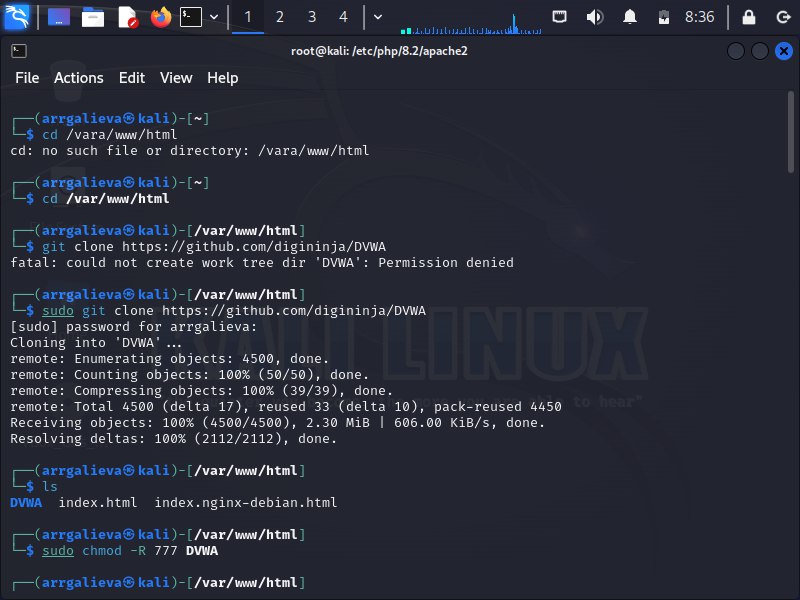 1 2 3 4 8:36
root@kali: /etc/php/8.2/apache2
File Actions Edit View Help
┌──(arrgalieva㉿kali)-[~]
└─$ cd /vara/www/html
cd: no such file or directory: /vara/www/html
┌──(arrgalieva㉿kali)-[~]
└─$ cd /var/www/html
┌──(arrgalieva㉿kali)-[/var/www/html]
└─$ git clone https://github.com/digininja/DVWA
fatal: could not create work tree dir 'DVWA': Permission denied
┌──(arrgalieva㉿kali)-[/var/www/html]
└─$ sudo git clone https://github.com/digininja/DVWA
[sudo] password for arrgalieva:
Cloning into 'DVWA'...
remote: Enumerating objects: 4500, done.
remote: Counting objects: 100% (50/50), done.
remote: Compressing objects: 100% (39/39), done.
remote: Total 4500 (delta 17), reused 33 (delta 10), pack-reused 4450
Receiving objects: 100% (4500/4500), 2.30 MiB | 606.00 KiB/s, done.
Resolving deltas: 100% (2112/2112), done.
┌──(arrgalieva㉿kali)-[/var/www/html]
└─$ ls
DVWA index.html index.nginx-debian.html
┌──(arrgalieva㉿kali)-[/var/www/html]
└─$ sudo chmod -R 777 DVWA
┌──(arrgalieva㉿kali)-[/var/www/html]
KALI LINUX
able to hear"